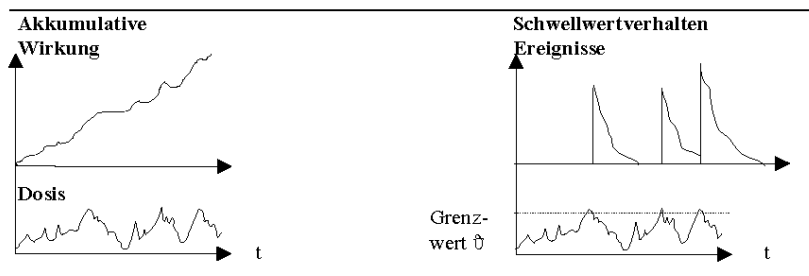 Akkumulative
Wirkung
Dosis
t
Schwellwertverhalten
Ereignisse
Grenz-
wert ϑ
t